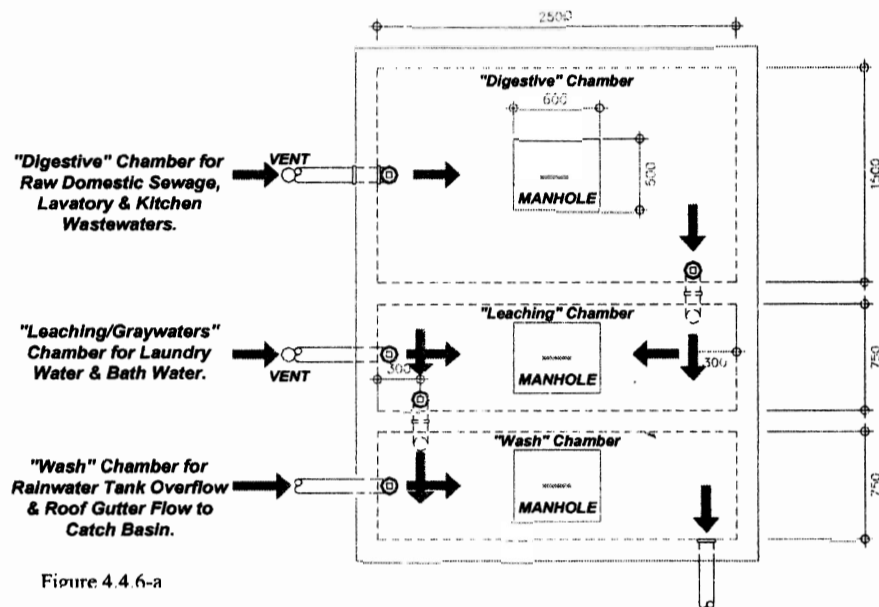 2500
"Digestive" Chamber
600
500
1500
MANHOLE
VENT
"Digestive" Chamber for
Raw Domestic Sewage,
Lavatory & Kitchen
Wastewaters.
"Leaching" Chamber
"Leaching/Graywaters"
Chamber for Laundry
Water & Bath Water.
VENT
300
MANHOLE
300
750
"Wash" Chamber
"Wash" Chamber for
Rainwater Tank Overflow
& Roof Gutter Flow to
Catch Basin.
MANHOLE
750
Figure 4.4.6-a